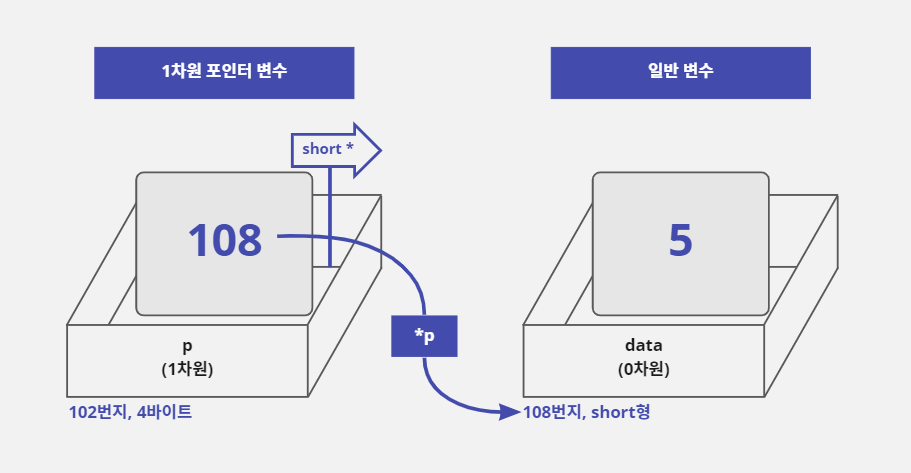 1차원 포인터 변수
일반 변수
short *
108
5
*p
p
(1차원)
data
(0차원)
102번지, 4바이트
108번지, short형